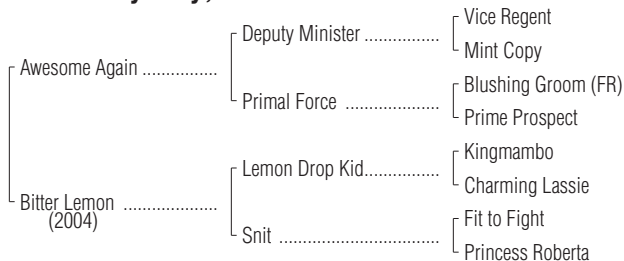 Vice Regent
Deputy Minister ................
Mint Copy
Awesome Again ................
Blushing Groom (FR)
Primal Force ....................
Prime Prospect
Kingmambo
Lemon Drop Kid................
Charming Lassie
Bitter Lemon ....................
(2004)
Fit to Fight
Snit ..................................
Princess Roberta